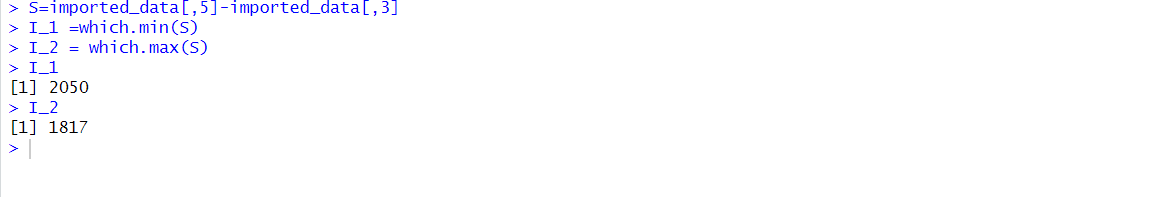 > S=imported_data[,5]-imported_data[,3]
> I_1 =which.min(S)
> I_2 = which.max(S)
> I_1
[1] 2050
> I_2
[1] 1817
>